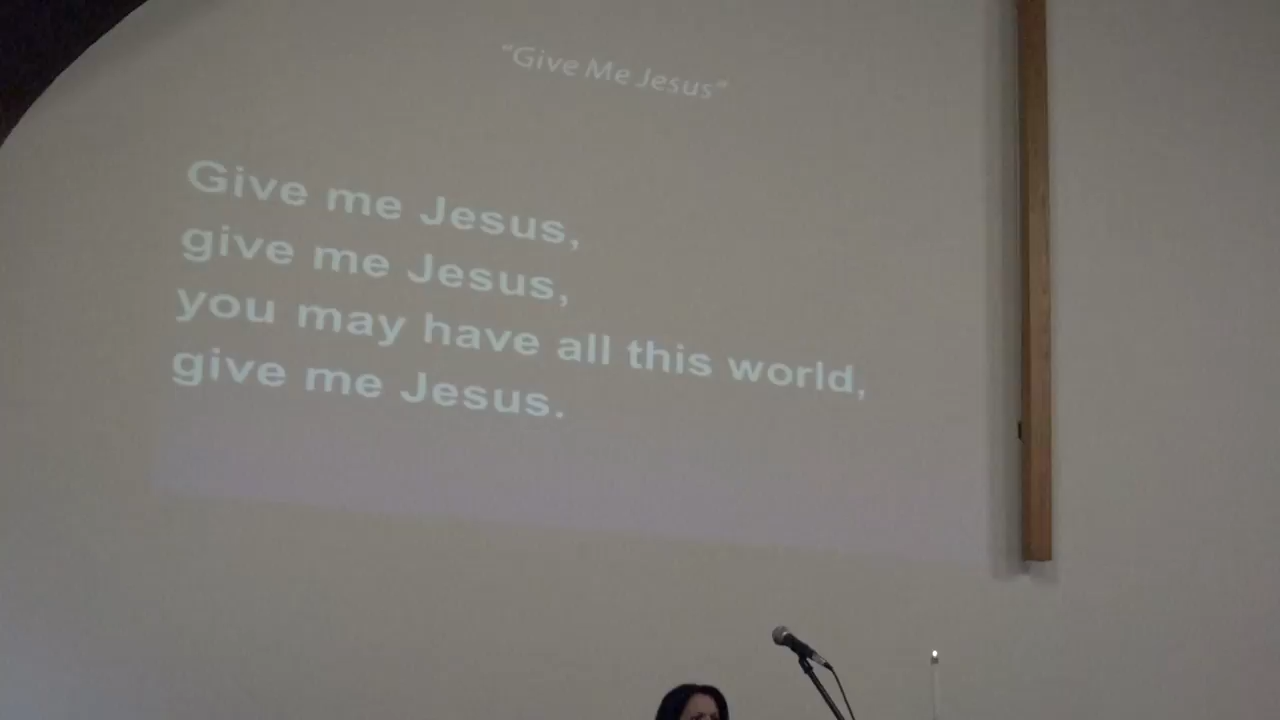 "Give Me Jesus"
Give me Jesus,
give me Jesus,
you may have all this world,
give me Jesus.